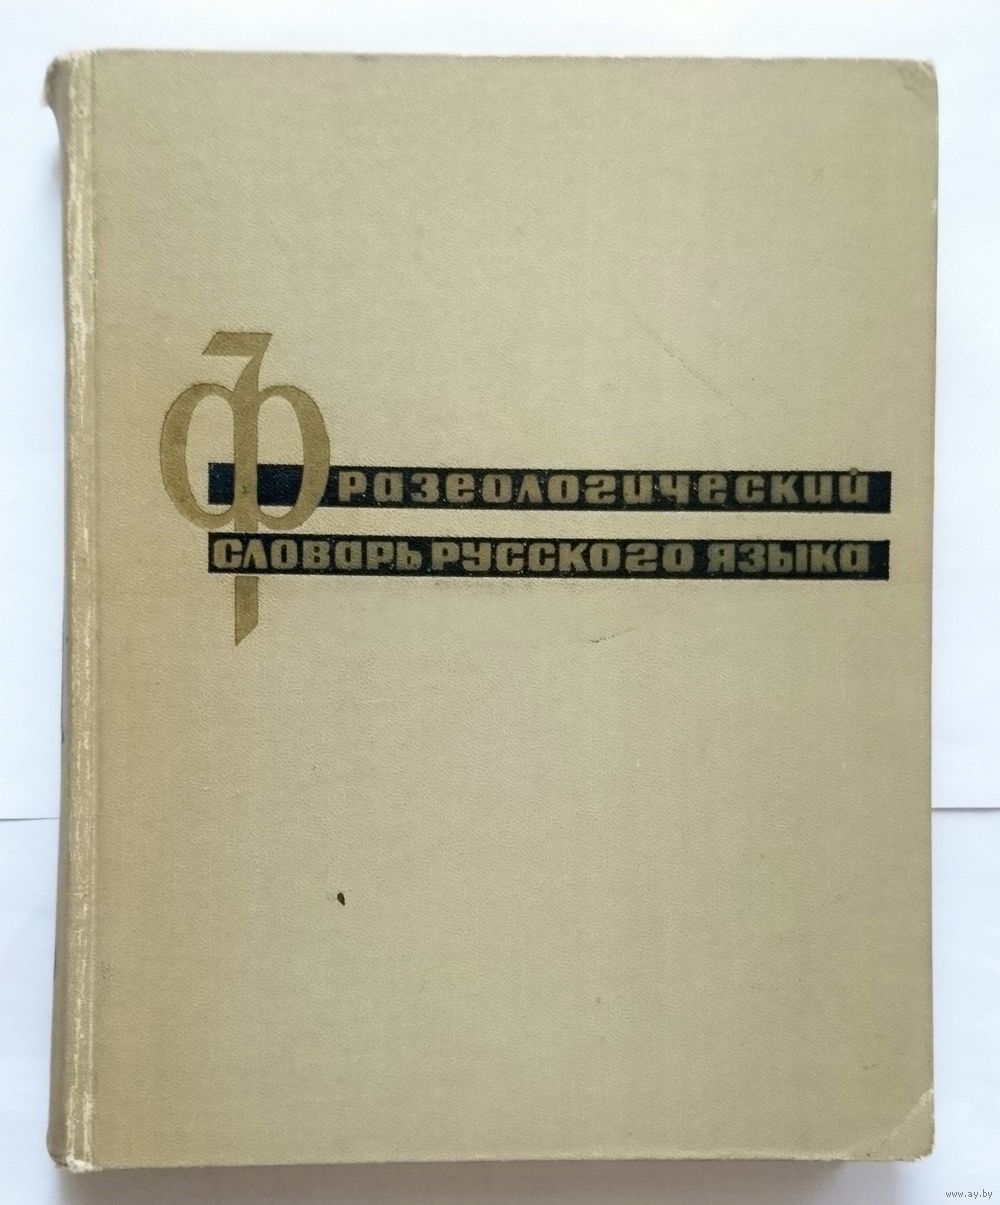 Фразеологический
словарь русского языка
www.ay.by